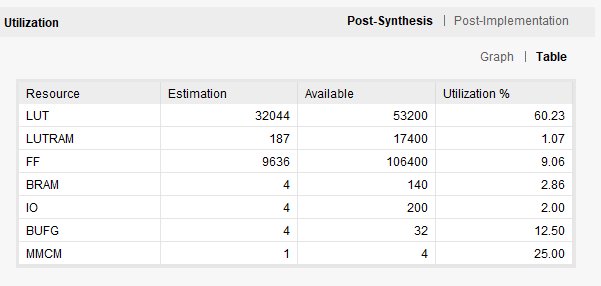 Utilization Post-Synthesis | Post-Implementation
Graph | Table
Resource Estimation Available Utilization %
LUT 32044 53200 60.23
LUTRAM 187 17400 1.07
FF 9636 106400 9.06
BRAM 4 140 2.86
IO 4 200 2.00
BUFG 4 32 12.50
MMCM 1 4 25.00